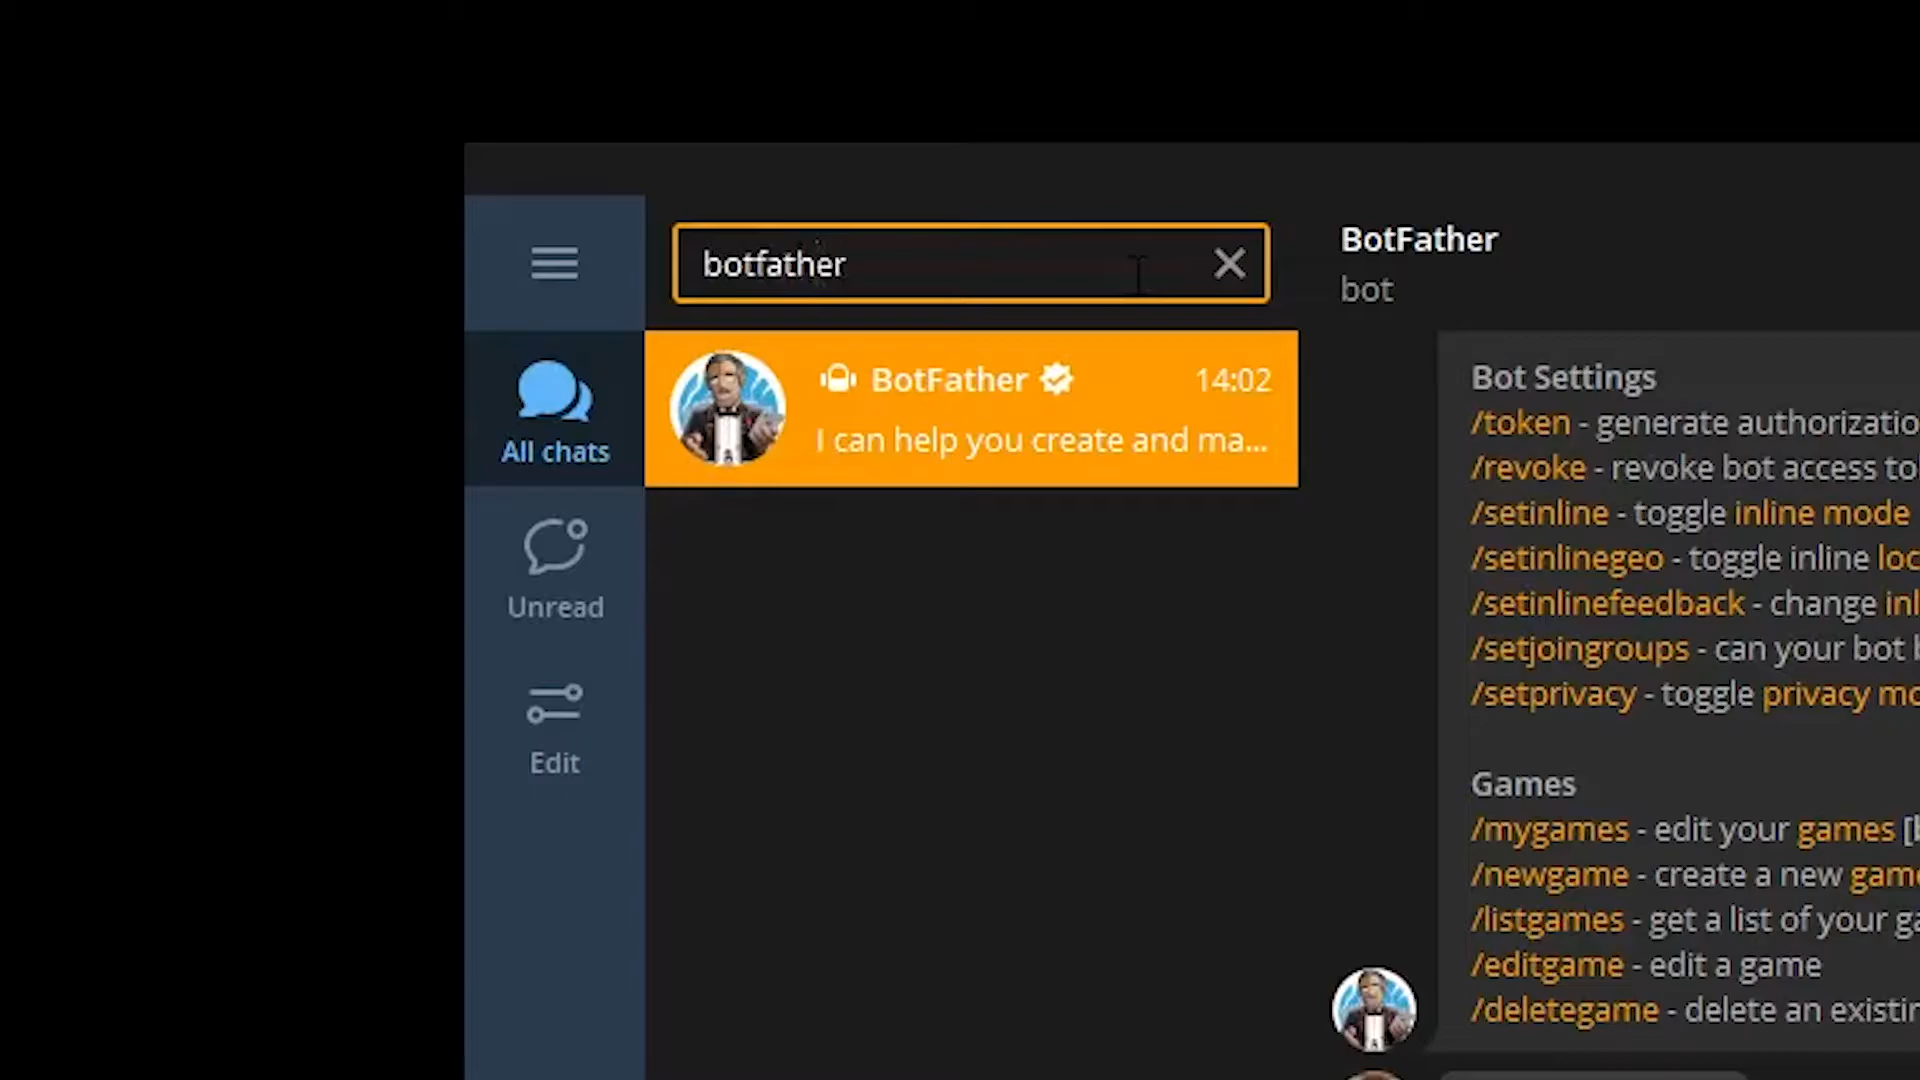 botfather
BotFather
bot
BotFather 14:02
I can help you create and ma...
All chats
Unread
Edit
Bot Settings
/token - generate authorizatio
/revoke - revoke bot access to
/setinline - toggle inline mode
/setinlinegeo - toggle inline loc
/setinlinefeedback - change inl
/setjoingroups - can your bot
/setprivacy - toggle privacy mo
Games
/mygames - edit your games [b
/newgame - create a new game
/listgames - get a list of your ga
/editgame - edit a game
/deletegame - delete an existin